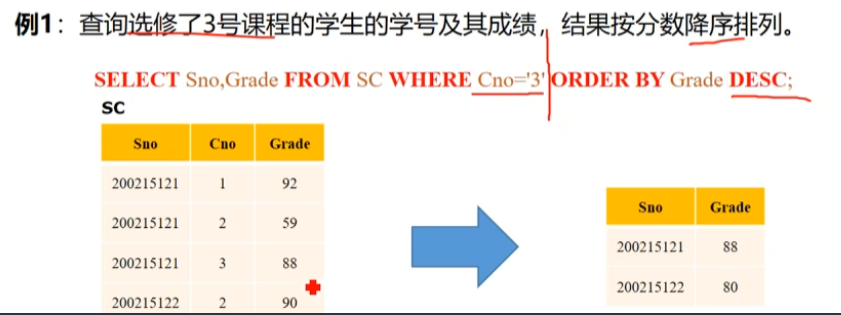 例1：查询选修了3号课程的学生的学号及其成绩，结果按分数降序排列。
SELECT Sno,Grade FROM SC WHERE Cno='3' ORDER BY Grade DESC;
SC
Sno Cno Grade
200215121 1 92
200215121 2 59
200215121 3 88
200215122 2 90
Sno Grade
200215121 88
200215122 80